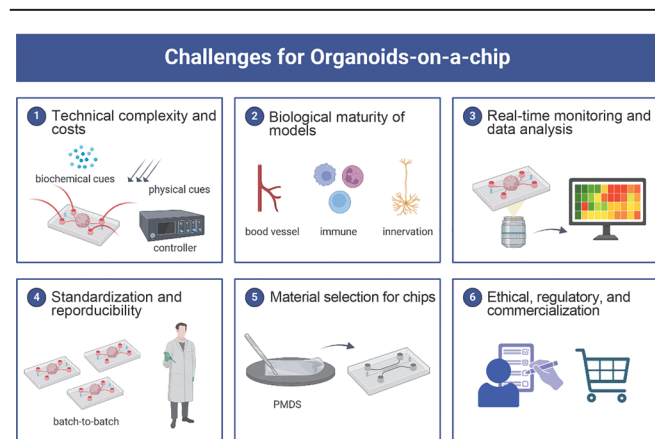 Challenges for Organoids-on-a-chip
1 Technical complexity and
costs
biochemical cues
physical cues
controller
2 Biological maturity of
models
bood vessel
immune
innervation
3 Real-time monitoring and
data analysis
4 Standardization and
reporducibility
batch-to-batch
5 Material selection for chips
PMDS
6 Ethical, regulatory, and
commercialization